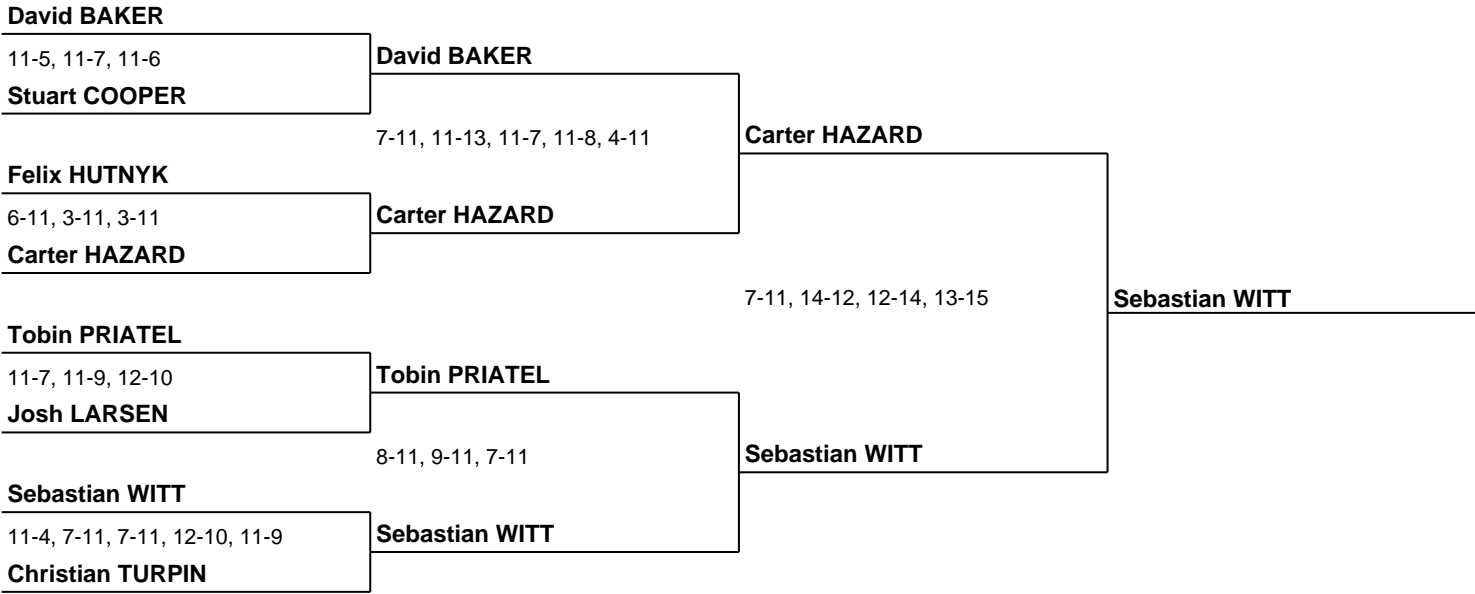 David BAKER
11-5, 11-7, 11-6
Stuart COOPER
David BAKER
7-11, 11-13, 11-7, 11-8, 4-11
Carter HAZARD
Felix HUTNYK
6-11, 3-11, 3-11
Carter HAZARD
Carter HAZARD
7-11, 14-12, 12-14, 13-15
Sebastian WITT
Tobin PRIATEL
11-7, 11-9, 12-10
Josh LARSEN
Tobin PRIATEL
8-11, 9-11, 7-11
Sebastian WITT
Sebastian WITT
11-4, 7-11, 7-11, 12-10, 11-9
Christian TURPIN
Sebastian WITT